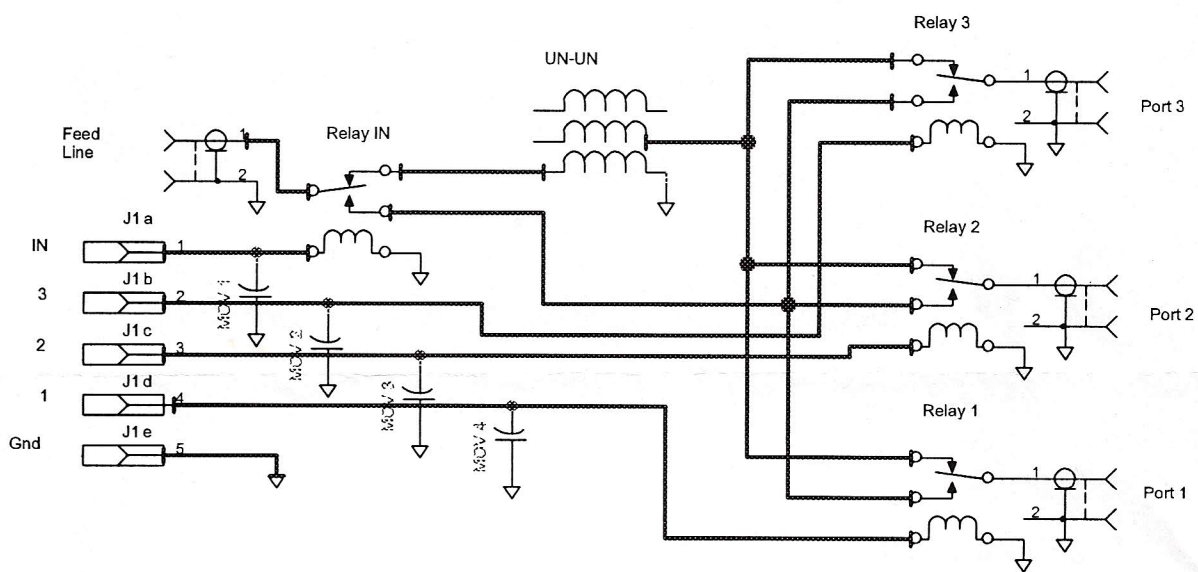 Relay 3
UN-UN
1
2
Port 3
Feed
Line
1
2
Relay IN
J1 a
IN
1
J1 b
3
2
MOV 1
J1 c
2
3
MOV 2
J1 d
1
4
MOV 3
J1 e
Gnd
5
MOV 4
Relay 2
1
2
Port 2
Relay 1
1
2
Port 1